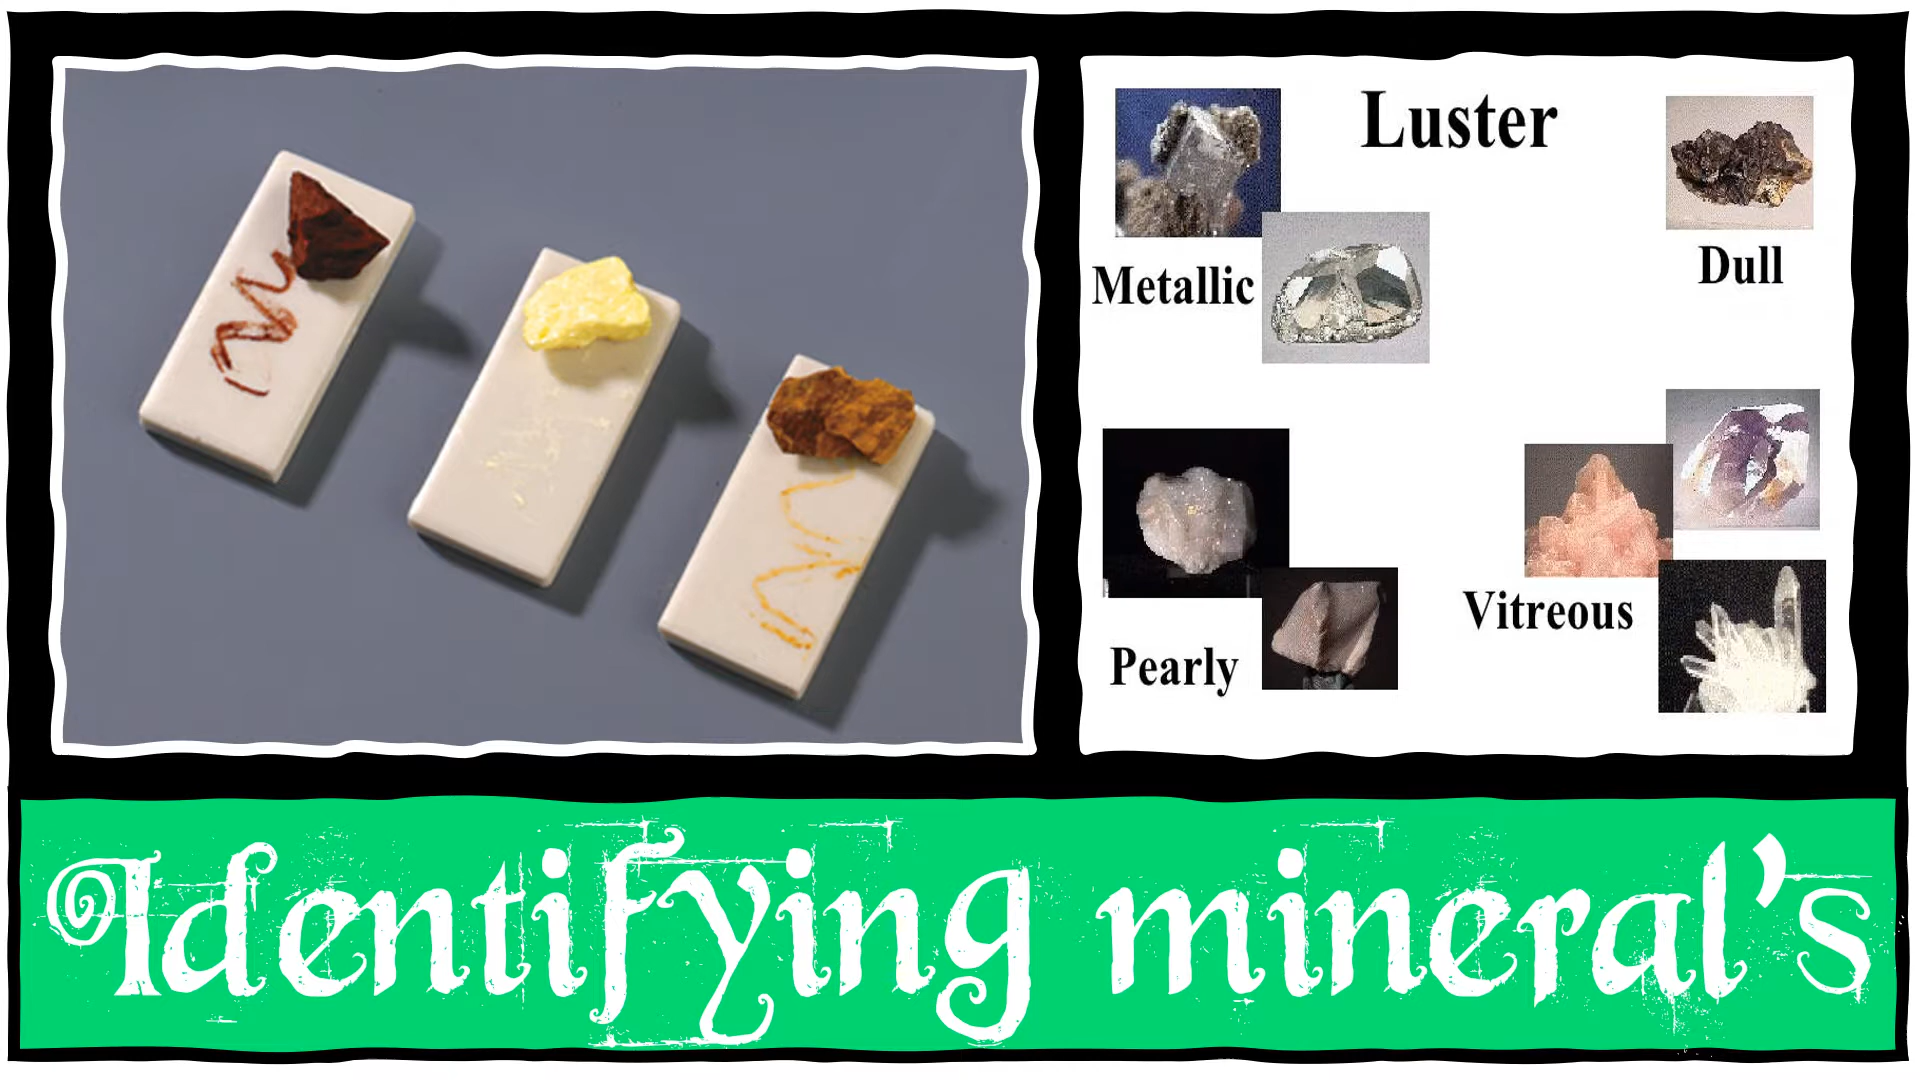 Luster
Metallic
Dull
Pearly
Vitreous
Identifying mineral's